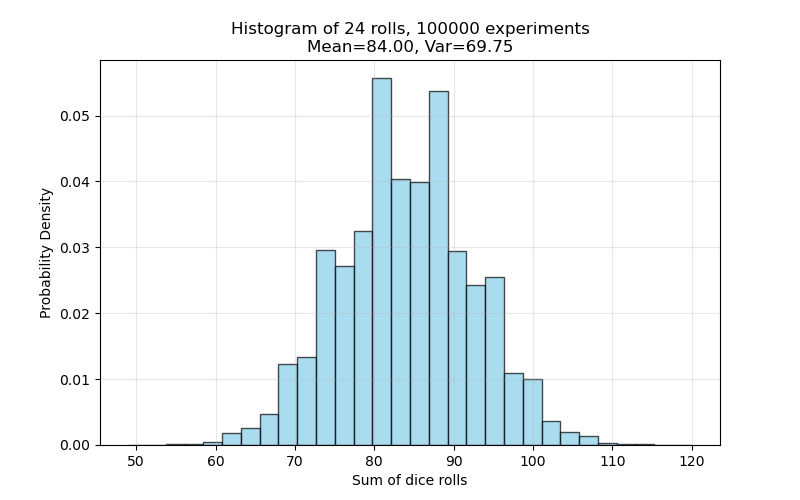 Histogram of 24 rolls, 100000 experiments
Mean=84.00, Var=69.75
Probability Density
0.05
0.04
0.03
0.02
0.01
0.00
50 60 70 80 90 100 110 120
Sum of dice rolls